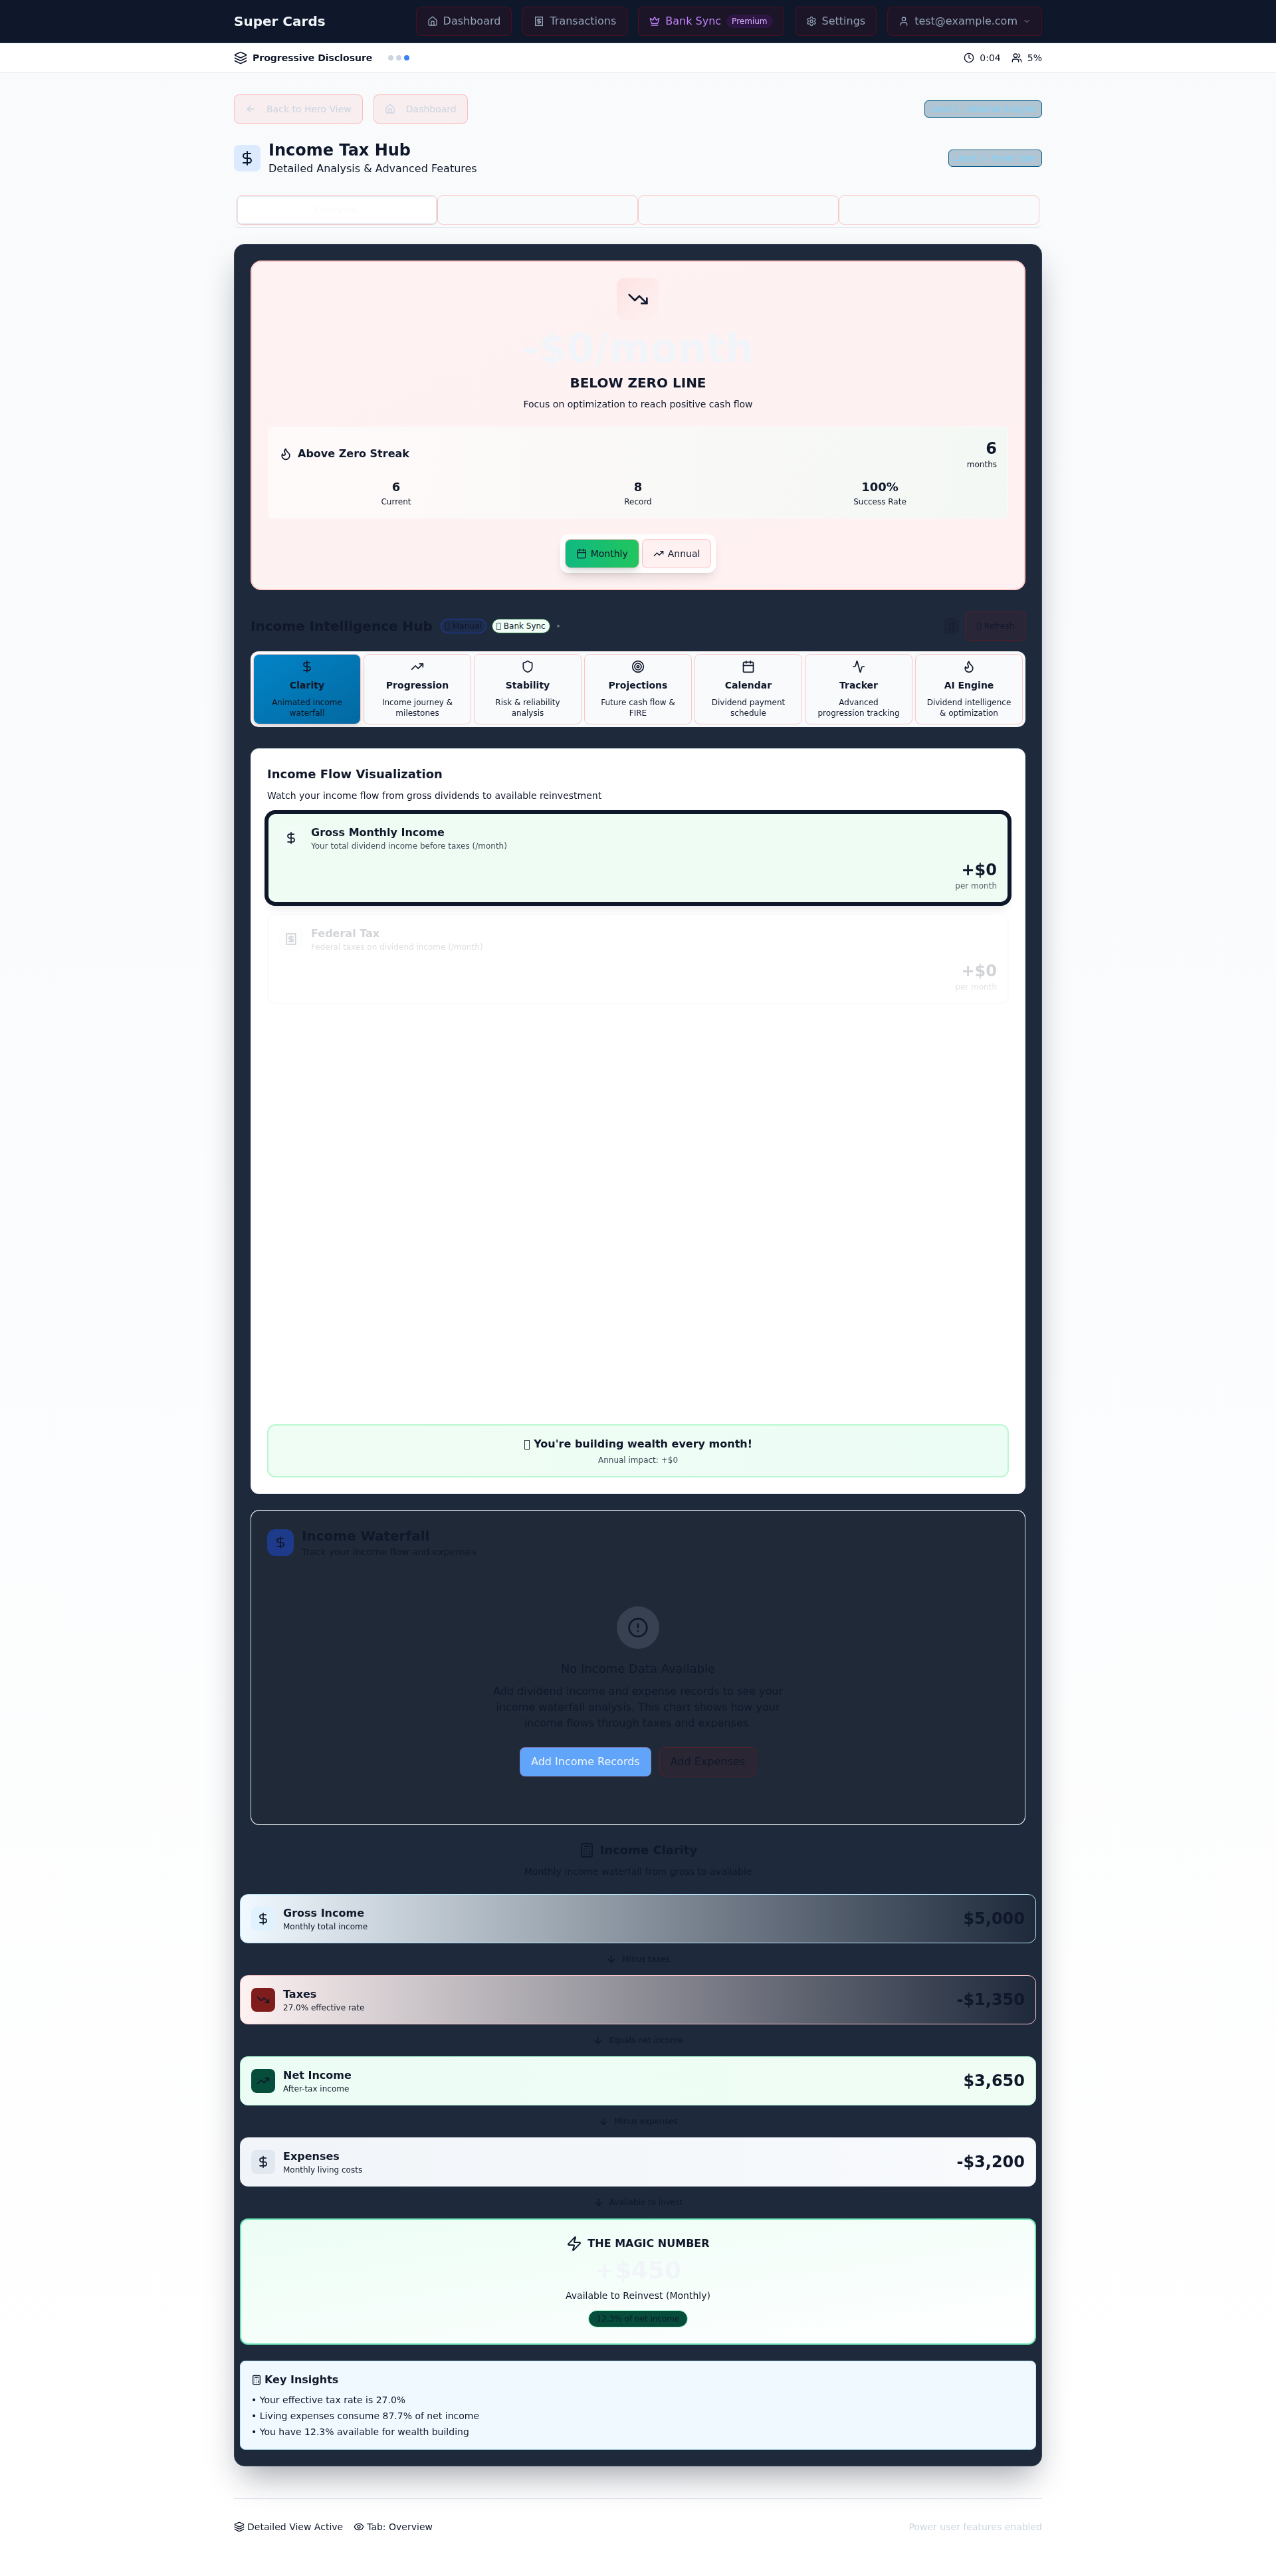 Super Cards
Dashboard
Transactions
Bank Sync Premium
Settings
test@example.com
Progressive Disclosure
0:04
5%
Back to Hero View
Dashboard
Income Tax Hub
Detailed Analysis & Advanced Features
-$0/month
BELOW ZERO LINE
Focus on optimization to reach positive cash flow
Above Zero Streak
6
months
6
Current
8
Record
100%
Success Rate
Monthly
Annual
Income Intelligence Hub
Manual
Bank Sync
Refresh
Clarity
Animated income
waterfall
Progression
Income journey &
milestones
Stability
Risk & reliability
analysis
Projections
Future cash flow &
FIRE
Calendar
Dividend payment
schedule
Tracker
Advanced
progression tracking
AI Engine
Dividend intelligence
& optimization
Income Flow Visualization
Watch your income flow from gross dividends to available reinvestment
Gross Monthly Income
Your total dividend income before taxes (/month)
+$0
per month
Federal Tax
Federal taxes on dividend income (/month)
+$0
per month
You're building wealth every month!
Annual impact: +$0
Income Waterfall
Track your income flow and expenses
No Income Data Available
Add dividend income and expense records to see your
income waterfall analysis. This chart shows how your
income flows through taxes and expenses.
Add Income Records
Add Expenses
Income Clarity
Monthly income waterfall from gross to available
Gross Income
Monthly total income
$5,000
Minus taxes
Taxes
27.0% effective rate
-$1,350
Equals net income
Net Income
After-tax income
$3,650
Minus expenses
Expenses
Monthly living costs
-$3,200
Available to invest
THE MAGIC NUMBER
+$450
Available to Reinvest (Monthly)
12.3% of net income
Key Insights
• Your effective tax rate is 27.0%
• Living expenses consume 87.7% of net income
• You have 12.3% available for wealth building
Detailed View Active
Tab: Overview
Power user features enabled